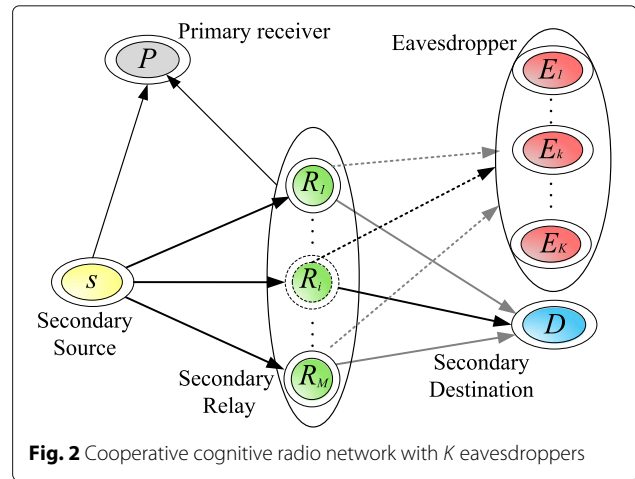 Primary receiver
P
Eavesdropper
E1
Ek
EK
R1
Ri
RM
s
Secondary
Source
Secondary
Relay
D
Secondary
Destination
Fig. 2 Cooperative cognitive radio network with K eavesdroppers